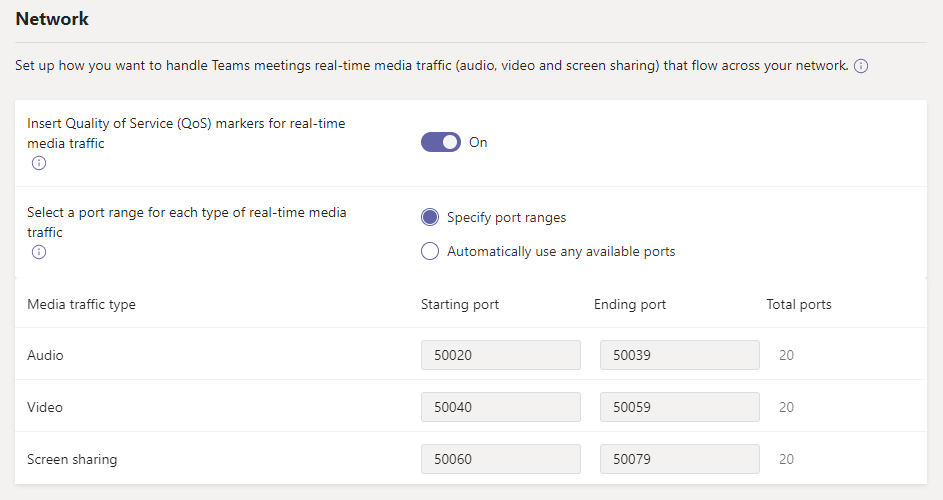 Network
Set up how you want to handle Teams meetings real-time media traffic (audio, video and screen sharing) that flow across your network.
Insert Quality of Service (QoS) markers for real-time
media traffic
On
Select a port range for each type of real-time media
traffic
Specify port ranges
Automatically use any available ports
Media traffic type Starting port Ending port Total ports
Audio 50020 50039 20
Video 50040 50059 20
Screen sharing 50060 50079 20